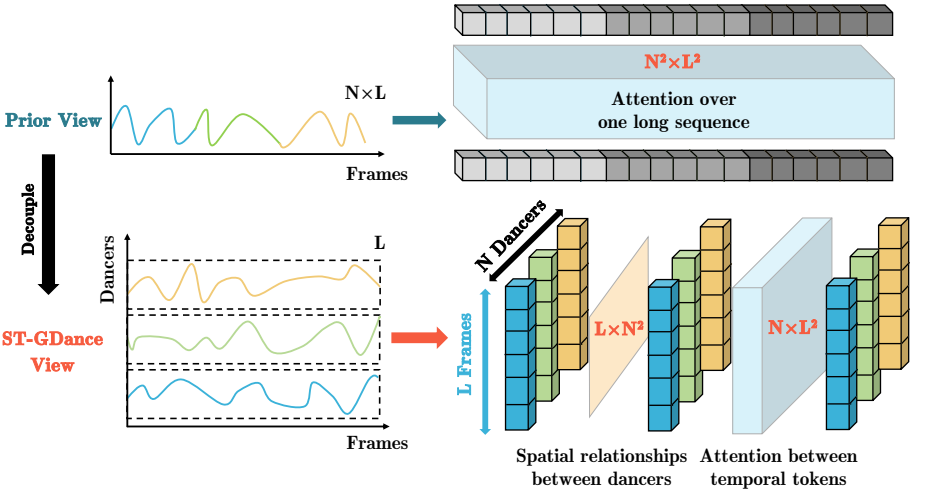 N²×L²
Attention over
one long sequence
N×L
Prior View
Frames
Decouple
N Dancers
Dancers
L
ST-GDance
View
L Frames
L×N²
N×L²
Frames
Spatial relationships
between dancers
Attention between
temporal tokens